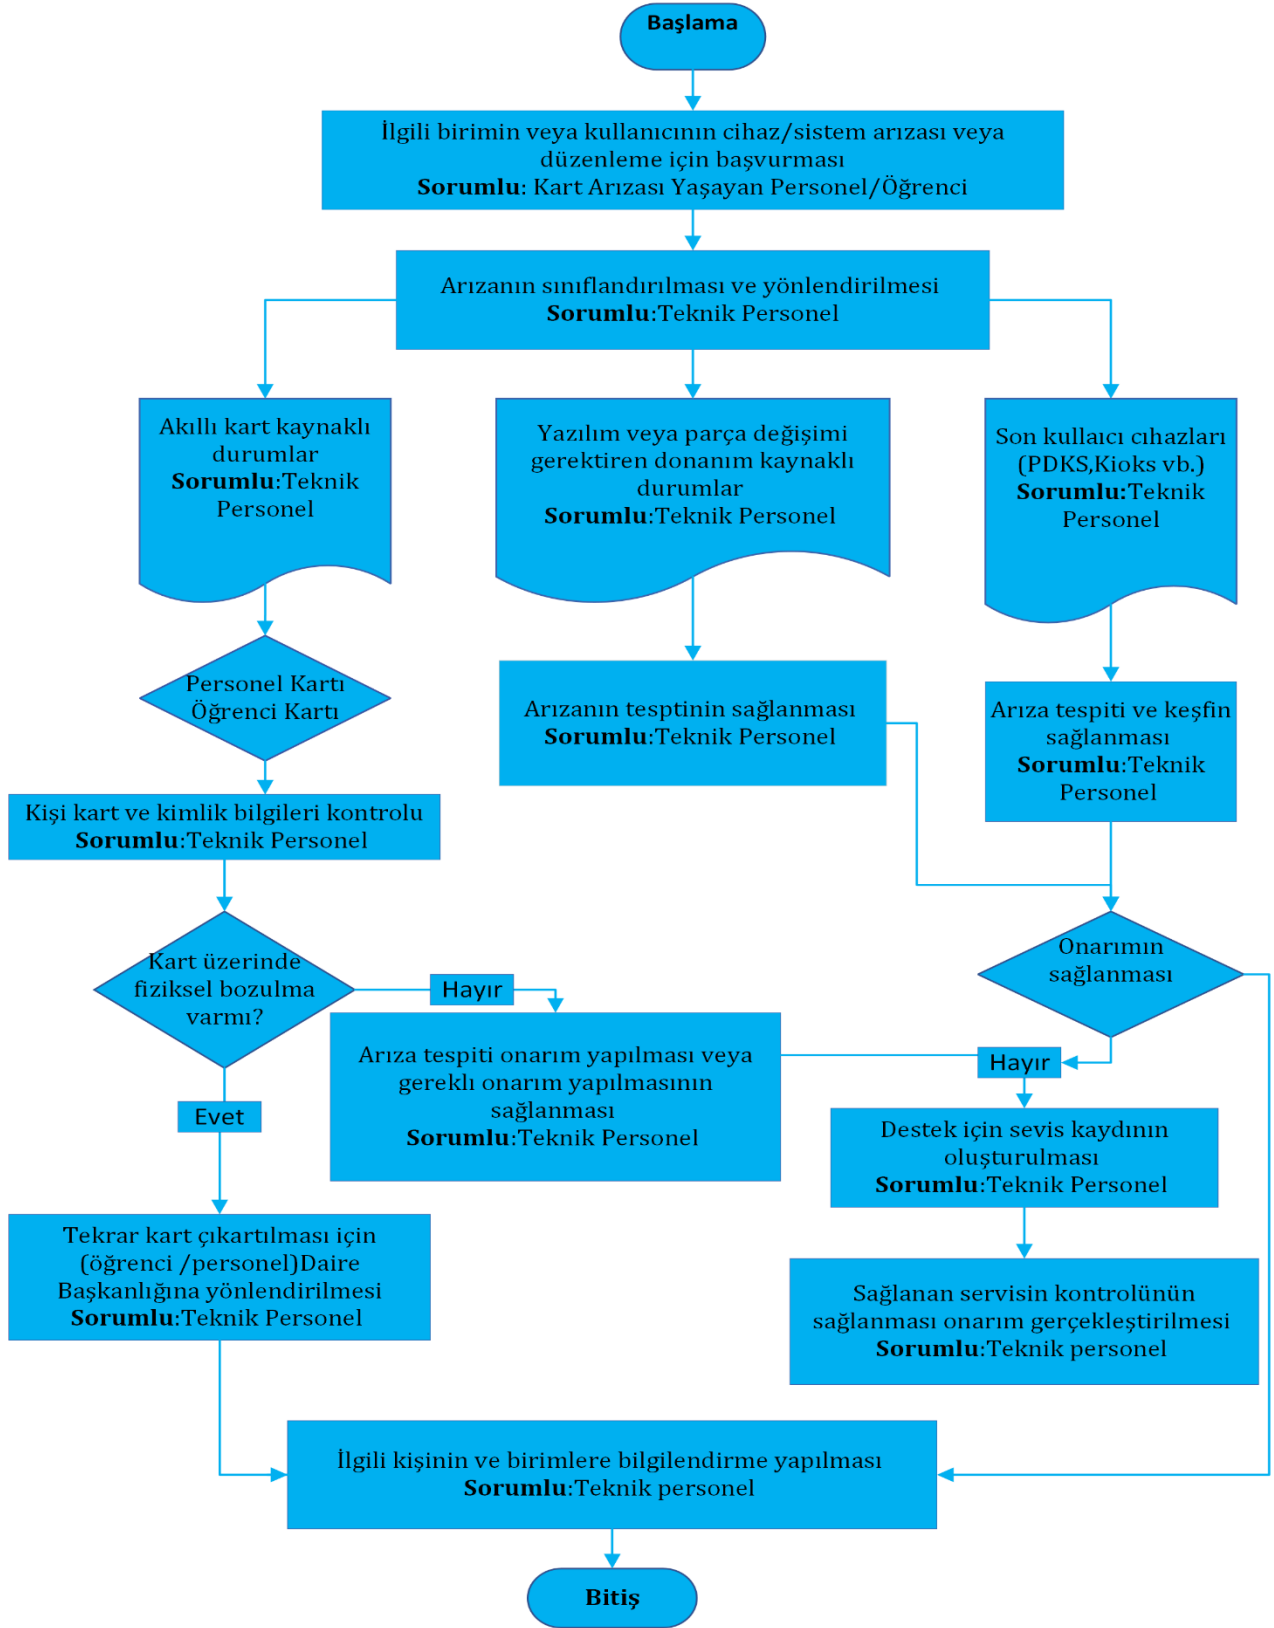 Başlama
İlgili birimin veya kullanıcının cihaz/sistem arızası veya
düzenleme için başvurması
Sorumlu: Kart Arızası Yaşayan Personel/Öğrenci
Arızanın sınıflandırılması ve yönlendirilmesi
Sorumlu:Teknik Personel
Akıllı kart kaynaklı
durumlar
Sorumlu:Teknik
Personel
Yazılım veya parça değişimi
gerektiren donanım kaynaklı
durumlar
Sorumlu:Teknik Personel
Son kullaıcı cıhazları
(PDKS,Kioks vb.)
Sorumlu:Teknik
Personel
Personel Kartı
Öğrenci Kartı
Arızanın tesptinin sağlanması
Sorumlu:Teknik Personel
Arıza tespiti ve keşfin
sağlanması
Sorumlu:Teknik
Personel
Kişi kart ve kimlik bilgileri kontrolu
Sorumlu:Teknik Personel
Kart üzerinde
fiziksel bozulma
varmı?
Hayır
Onarımın
sağlanması
Arıza tespiti onarım yapılması veya
gereklı onarım yapılmasının
sağlanması
Sorumlu:Teknik Personel
Hayır
Evet
Destek için sevis kaydının
oluşturulması
Sorumlu:Teknik Personel
Tekrar kart çıkartılması için
(öğrenci /personel)Daire
Başkanlığına yönlendirilmesi
Sorumlu:Teknik Personel
Sağlanan servisin kontrolünün
sağlanması onarım gerçekleştirilmesi
Sorumlu:Teknik personel
İlgili kişinin ve birimlere bilgilendirme yapılması
Sorumlu:Teknik personel
Bitiş